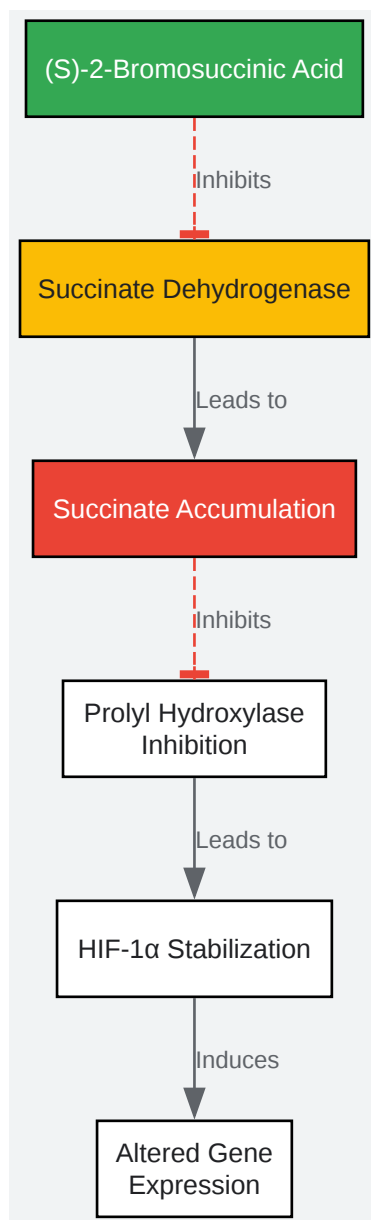 (S)-2-Bromosuccinic Acid
Inhibits
Succinate Dehydrogenase
Leads to
Succinate Accumulation
Inhibits
Prolyl Hydroxylase
Inhibition
Leads to
HIF-1α Stabilization
Induces
Altered Gene
Expression